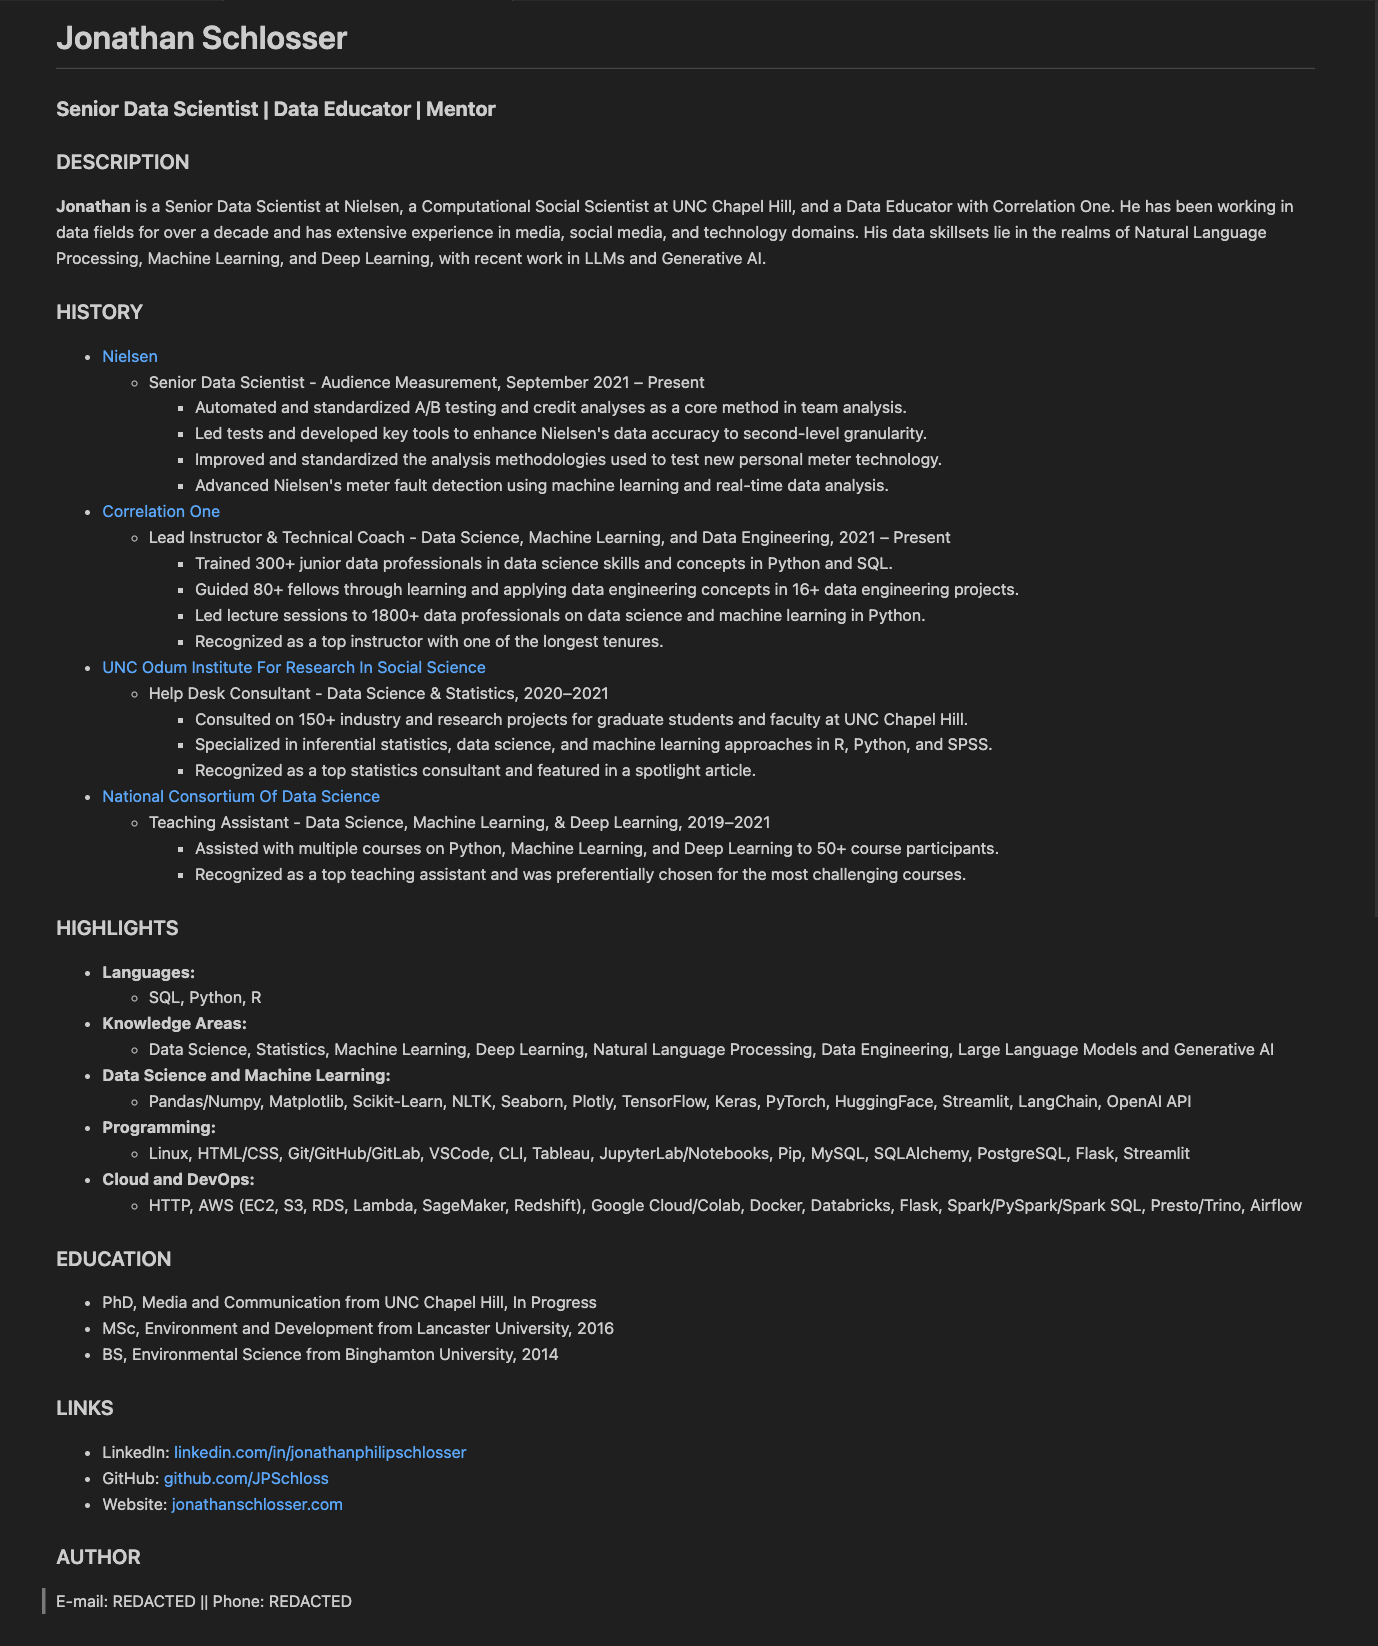 Jonathan Schlosser
Senior Data Scientist | Data Educator | Mentor
DESCRIPTION
Jonathan is a Senior Data Scientist at Nielsen, a Computational Social Scientist at UNC Chapel Hill, and a Data Educator with Correlation One. He has been working in
data fields for over a decade and has extensive experience in media, social media, and technology domains. His data skillsets lie in the realms of Natural Language
Processing, Machine Learning, and Deep Learning, with recent work in LLMs and Generative AI.
HISTORY
• Nielsen
◦ Senior Data Scientist - Audience Measurement, September 2021 – Present
▪ Automated and standardized A/B testing and credit analyses as a core method in team analysis.
▪ Led tests and developed key tools to enhance Nielsen's data accuracy to second-level granularity.
▪ Improved and standardized the analysis methodologies used to test new personal meter technology.
▪ Advanced Nielsen's meter fault detection using machine learning and real-time data analysis.
• Correlation One
◦ Lead Instructor & Technical Coach - Data Science, Machine Learning, and Data Engineering, 2021 – Present
▪ Trained 300+ junior data professionals in data science skills and concepts in Python and SQL.
▪ Guided 80+ fellows through learning and applying data engineering concepts in 16+ data engineering projects.
▪ Led lecture sessions to 1800+ data professionals on data science and machine learning in Python.
▪ Recognized as a top instructor with one of the longest tenures.
• UNC Odum Institute For Research In Social Science
◦ Help Desk Consultant - Data Science & Statistics, 2020–2021
▪ Consulted on 150+ industry and research projects for graduate students and faculty at UNC Chapel Hill.
▪ Specialized in inferential statistics, data science, and machine learning approaches in R, Python, and SPSS.
▪ Recognized as a top statistics consultant and featured in a spotlight article.
• National Consortium Of Data Science
◦ Teaching Assistant - Data Science, Machine Learning, & Deep Learning, 2019–2021
▪ Assisted with multiple courses on Python, Machine Learning, and Deep Learning to 50+ course participants.
▪ Recognized as a top teaching assistant and was preferentially chosen for the most challenging courses.
HIGHLIGHTS
• Languages:
◦ SQL, Python, R
• Knowledge Areas:
◦ Data Science, Statistics, Machine Learning, Deep Learning, Natural Language Processing, Data Engineering, Large Language Models and Generative AI
• Data Science and Machine Learning:
◦ Pandas/Numpy, Matplotlib, Scikit-Learn, NLTK, Seaborn, Plotly, TensorFlow, Keras, PyTorch, HuggingFace, Streamlit, LangChain, OpenAI API
• Programming:
◦ Linux, HTML/CSS, Git/GitHub/GitLab, VSCode, CLI, Tableau, JupyterLab/Notebooks, Pip, MySQL, SQLAlchemy, PostgreSQL, Flask, Streamlit
• Cloud and DevOps:
◦ HTTP, AWS (EC2, S3, RDS, Lambda, SageMaker, Redshift), Google Cloud/Colab, Docker, Databricks, Flask, Spark/PySpark/Spark SQL, Presto/Trino, Airflow
EDUCATION
• PhD, Media and Communication from UNC Chapel Hill, In Progress
• MSc, Environment and Development from Lancaster University, 2016
• BS, Environmental Science from Binghamton University, 2014
LINKS
• LinkedIn: linkedin.com/in/jonathanphilipschlosser
• GitHub: github.com/JPSchloss
• Website: jonathanschlosser.com
AUTHOR
E-mail: REDACTED || Phone: REDACTED